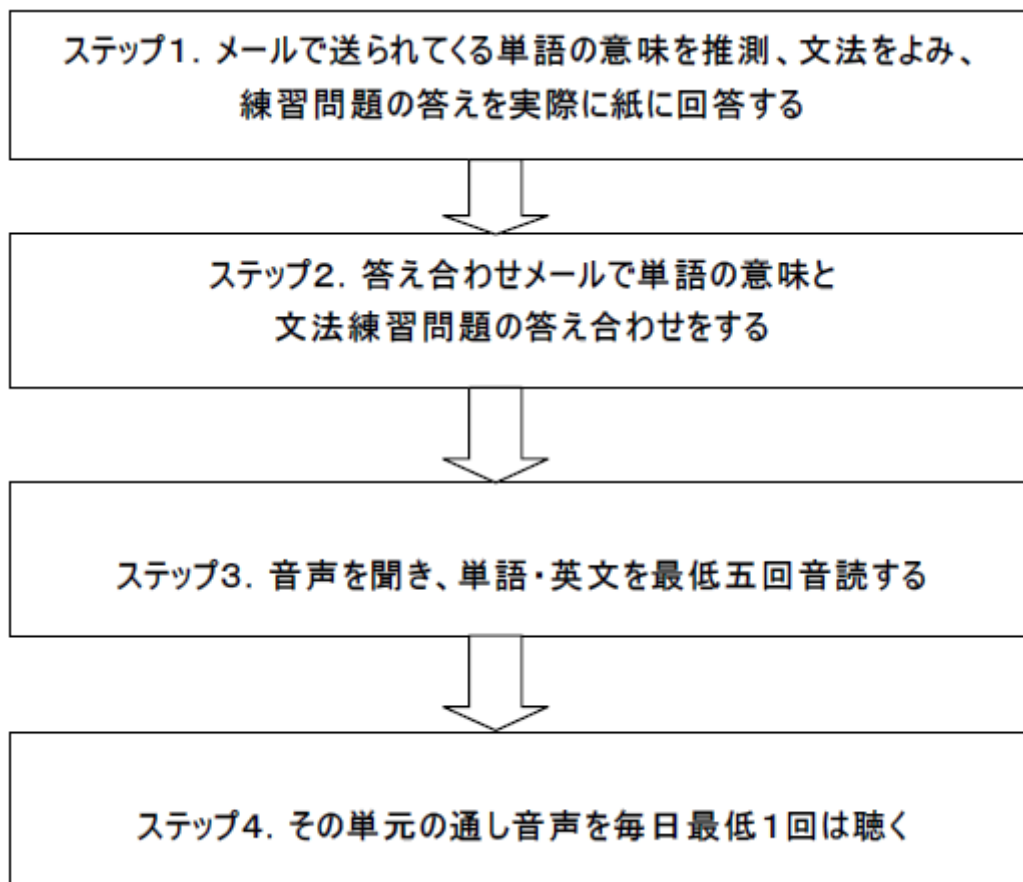 ステップ1．メールで送られてくる単語の意味を推測、文法をよみ、
練習問題の答えを実際に紙に回答する
ステップ2．答え合わせメールで単語の意味と
文法練習問題の答え合わせをする
ステップ3．音声を聞き、単語・英文を最低五回音読する
ステップ4．その単元の通し音声を毎日最低1回は聴く